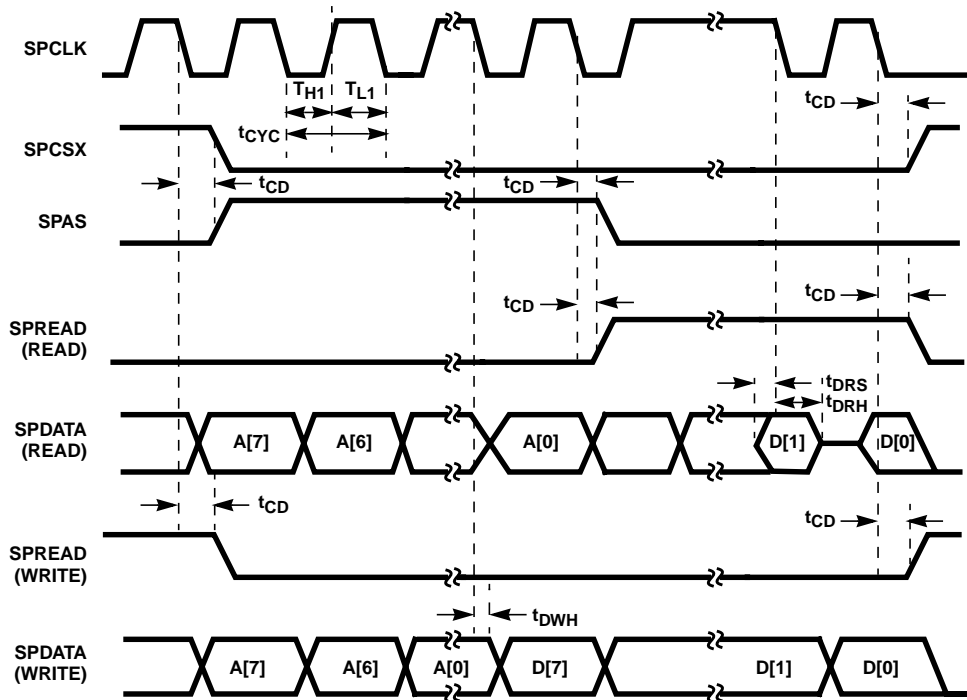 SPCLK
T_H1 T_L1
t_CD
t_CYC
SPCSX
t_CD
t_CD
SPAS
t_CD
t_CD
SPREAD
(READ)
t_DRS
t_DRH
SPDATA
(READ)
A[7] A[6] A[0] D[1] D[0]
t_CD
t_CD
SPREAD
(WRITE)
t_DWH
SPDATA
(WRITE)
A[7] A[6] A[0] D[7] D[1] D[0]